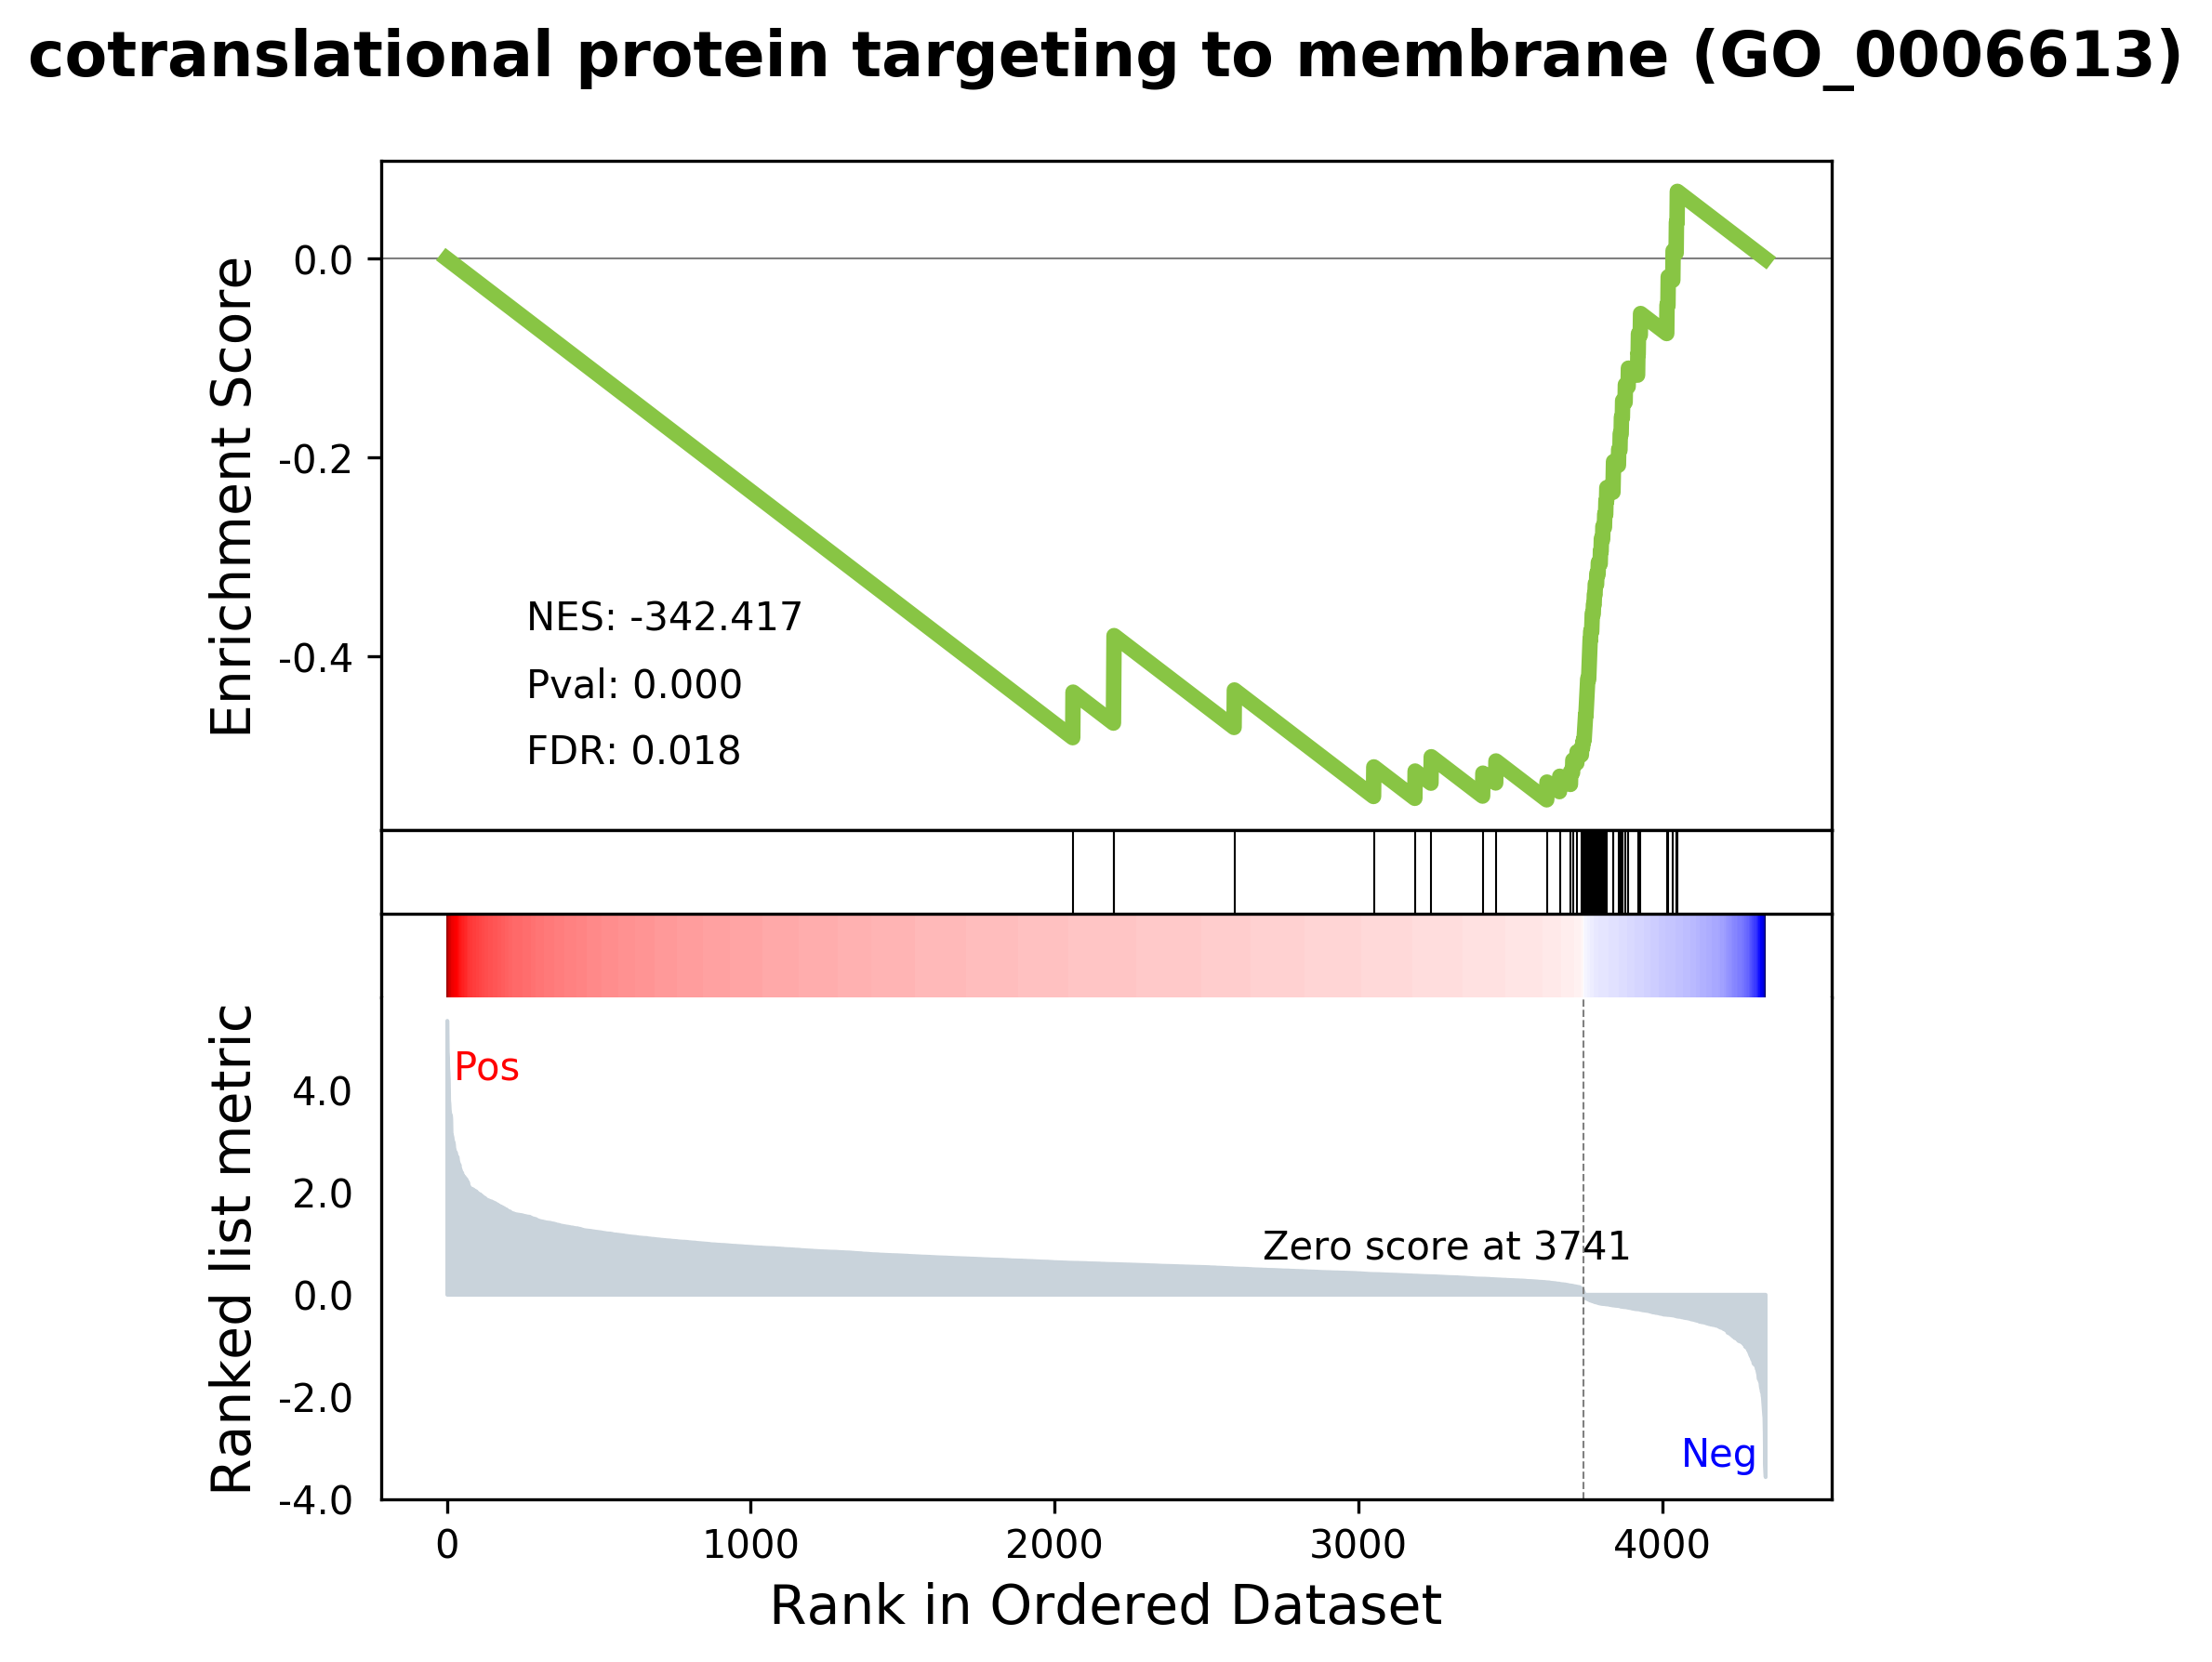 cotranslational protein targeting to membrane (GO_0006613)
Enrichment Score
0.0
-0.2
-0.4
NES: -342.417
Pval: 0.000
FDR: 0.018
Ranked list metric
4.0
2.0
0.0
-2.0
-4.0
Pos
Zero score at 3741
Neg
0 1000 2000 3000 4000
Rank in Ordered Dataset